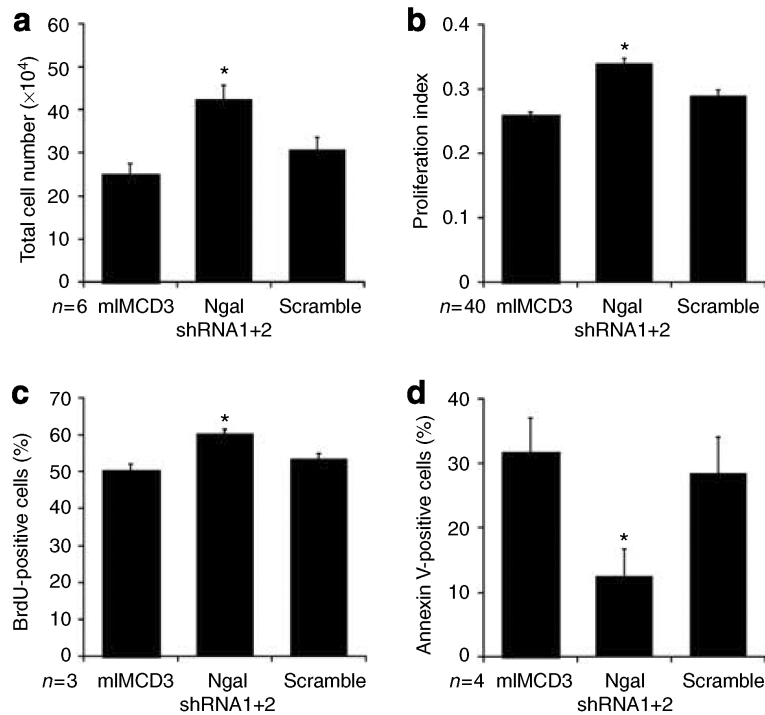 a
Total cell number (×10⁴)
60
50
40
30
20
10
0
*
n=6 mIMCD3 Ngal Scramble
shRNA1+2
b
Proliferation index
0.4
0.3
0.2
0.1
0
*
n=40 mIMCD3 Ngal Scramble
shRNA1+2
c
BrdU-positive cells (%)
70
60
50
40
30
20
10
0
*
n=3 mIMCD3 Ngal Scramble
shRNA1+2
d
Annexin V-positive cells (%)
40
30
20
10
0
*
n=4 mIMCD3 Ngal Scramble
shRNA1+2